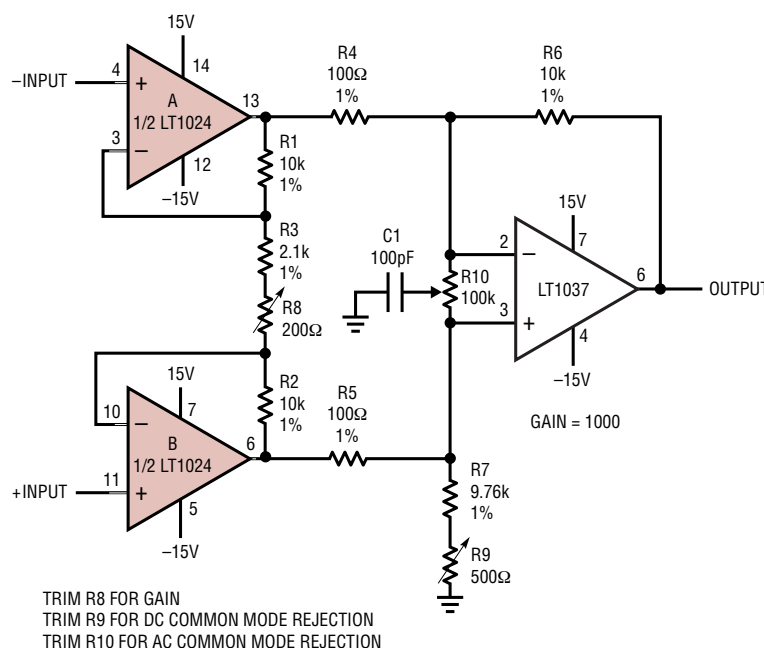 15V
14
–INPUT
4
+
A
1/2 LT1024
13
3
–
12
–15V
R1
10k
1%
R3
2.1k
1%
R8
200Ω
R2
10k
1%
15V
7
10
–
B
1/2 LT1024
6
+INPUT
11
+
5
–15V
R4
100Ω
1%
R6
10k
1%
C1
100pF
R10
100k
15V
7
2
–
LT1037
6
OUTPUT
3
+
4
–15V
GAIN = 1000
R5
100Ω
1%
R7
9.76k
1%
R9
500Ω
TRIM R8 FOR GAIN
TRIM R9 FOR DC COMMON MODE REJECTION
TRIM R10 FOR AC COMMON MODE REJECTION